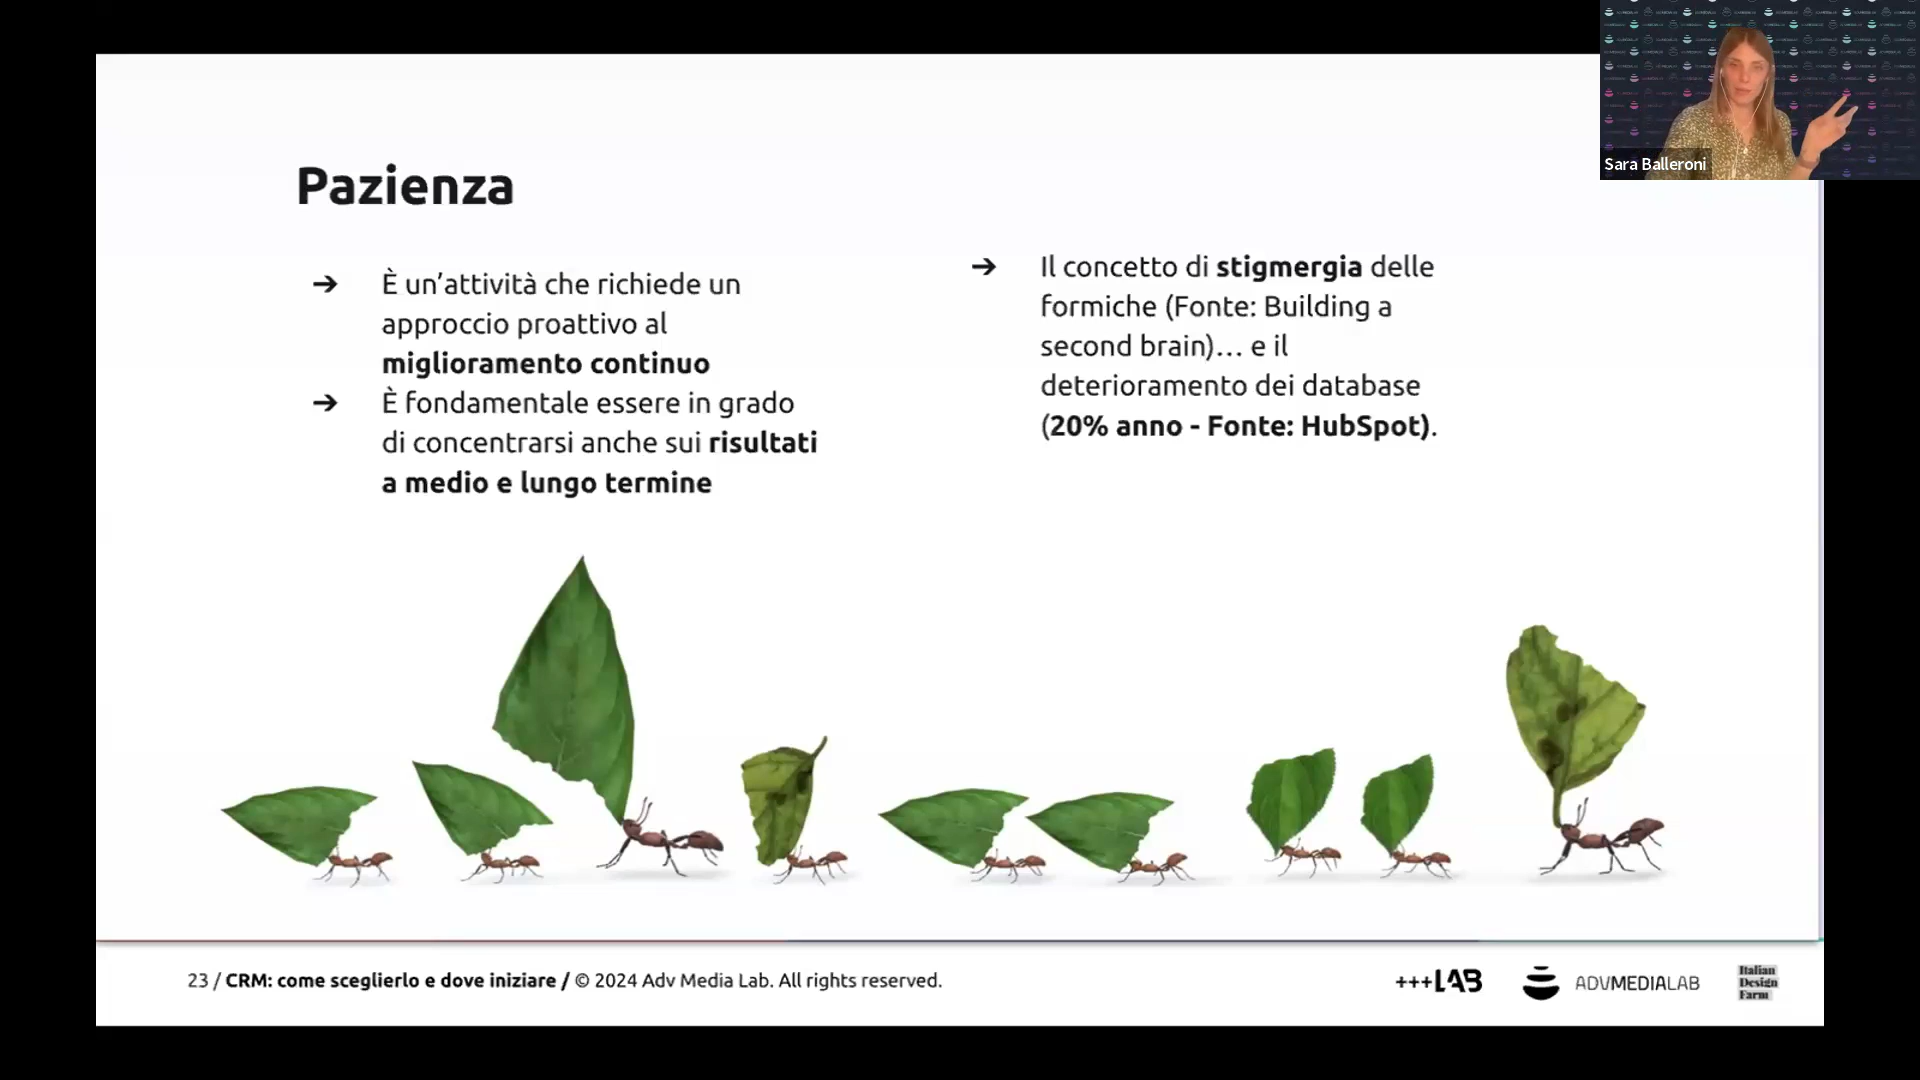 Sara Balleroni
Pazienza
➔ È un’attività che richiede un
approccio proattivo al
miglioramento continuo
➔ È fondamentale essere in grado
di concentrarsi anche sui risultati
a medio e lungo termine
➔ Il concetto di stigmergia delle
formiche (Fonte: Building a
second brain)… e il
deterioramento dei database
(20% anno - Fonte: HubSpot).
23 / CRM: come sceglierlo e dove iniziare / © 2024 Adv Media Lab. All rights reserved.
+++LAB
ADVMEDIALAB
Italian
Design
Farm